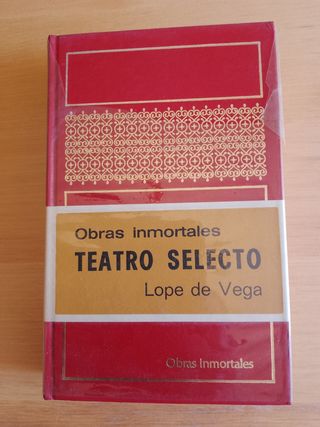 Obras inmortales
TEATRO SELECTO
Lope de Vega
Obras Inmortales